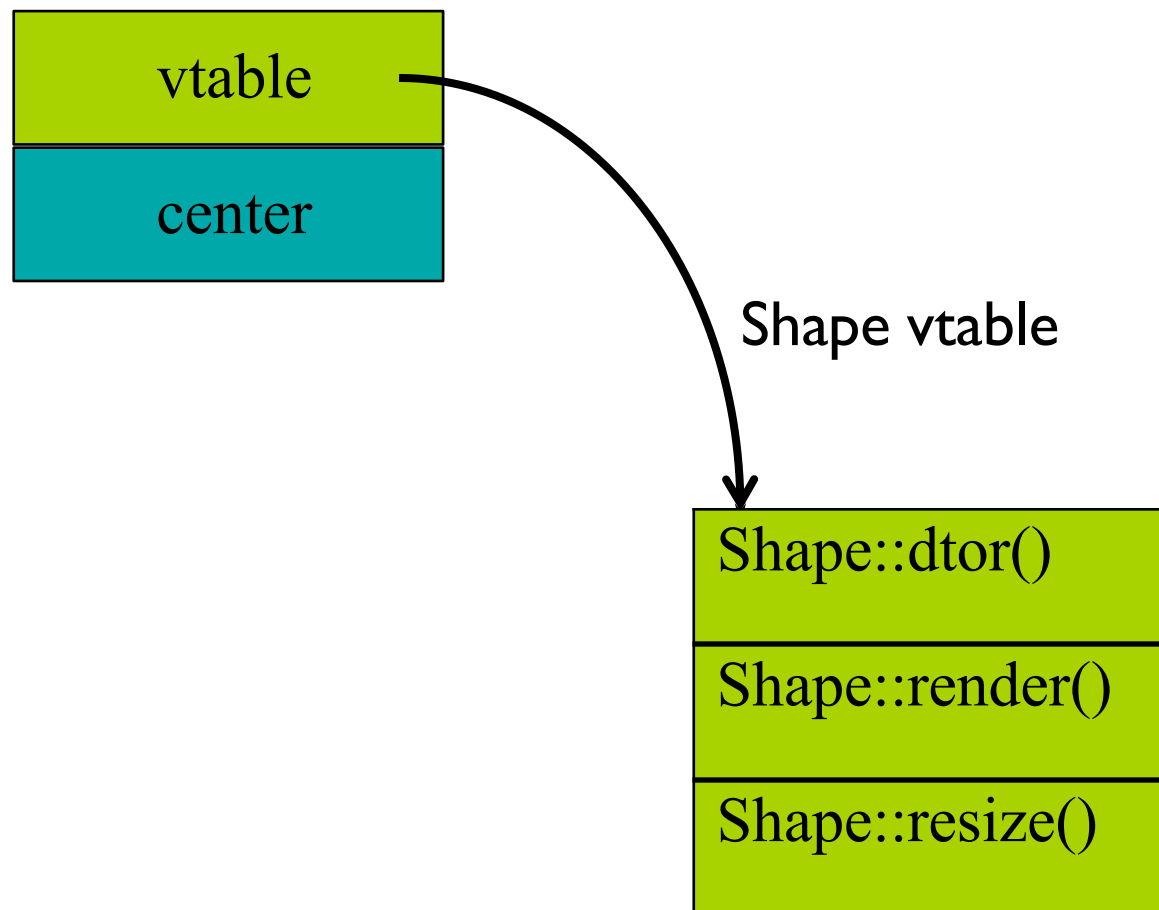 vtable
center
Shape vtable
Shape::dtor()
Shape::render()
Shape::resize()